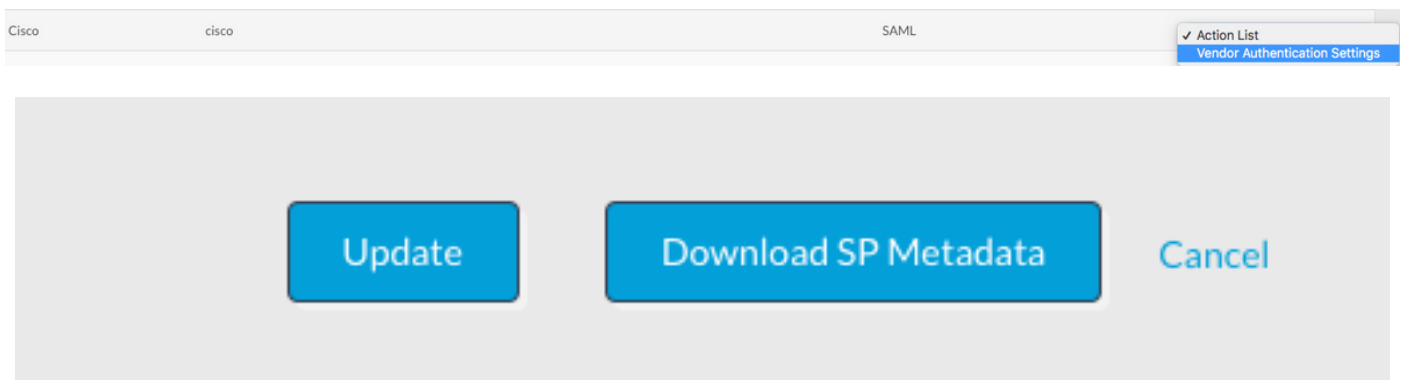 Cisco cisco SAML ✓ Action List
Vendor Authentication Settings
Update Download SP Metadata Cancel